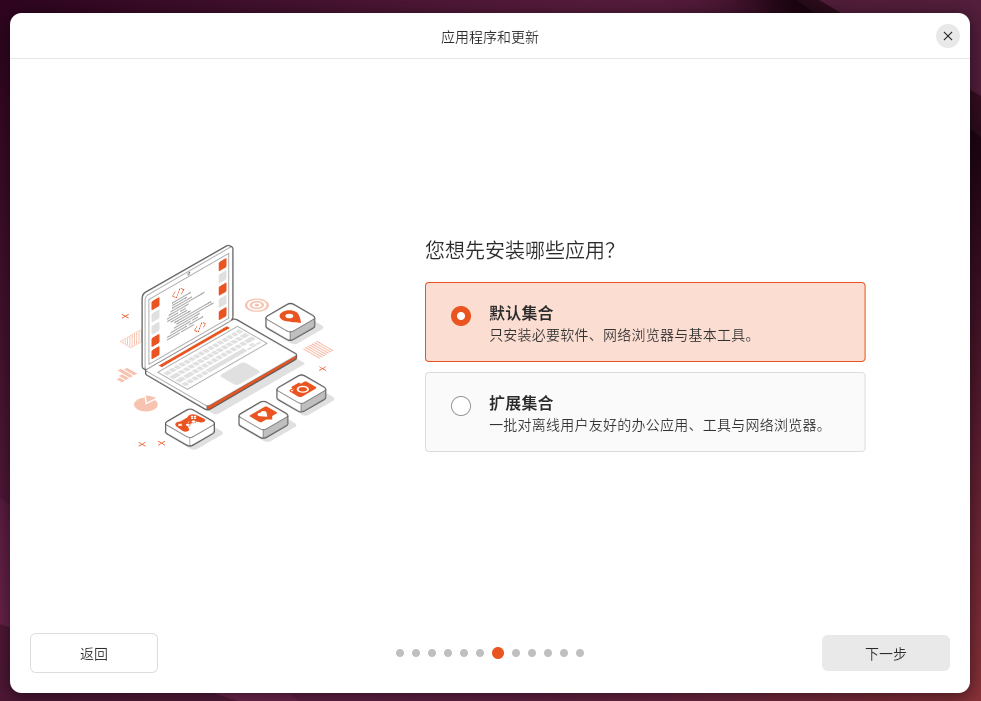 应用程序和更新
您想先安装哪些应用？
默认集合
只安装必要软件、网络浏览器与基本工具。
扩展集合
一批对离线用户友好的办公应用、工具与网络浏览器。
返回
下一步